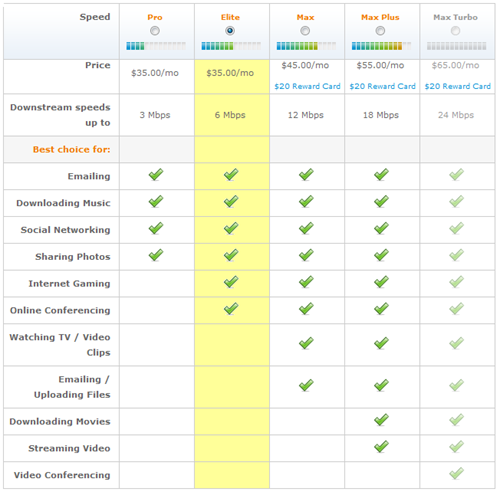 Speed Pro Elite Max Max Plus Max Turbo
Price $35.00/mo $35.00/mo $45.00/mo $55.00/mo $65.00/mo
$20 Reward Card $20 Reward Card $20 Reward Card
Downstream speeds
up to 3 Mbps 6 Mbps 12 Mbps 18 Mbps 24 Mbps
Best choice for:
Emailing
Downloading Music
Social Networking
Sharing Photos
Internet Gaming
Online Conferencing
Watching TV / Video
Clips
Emailing /
Uploading Files
Downloading Movies
Streaming Video
Video Conferencing